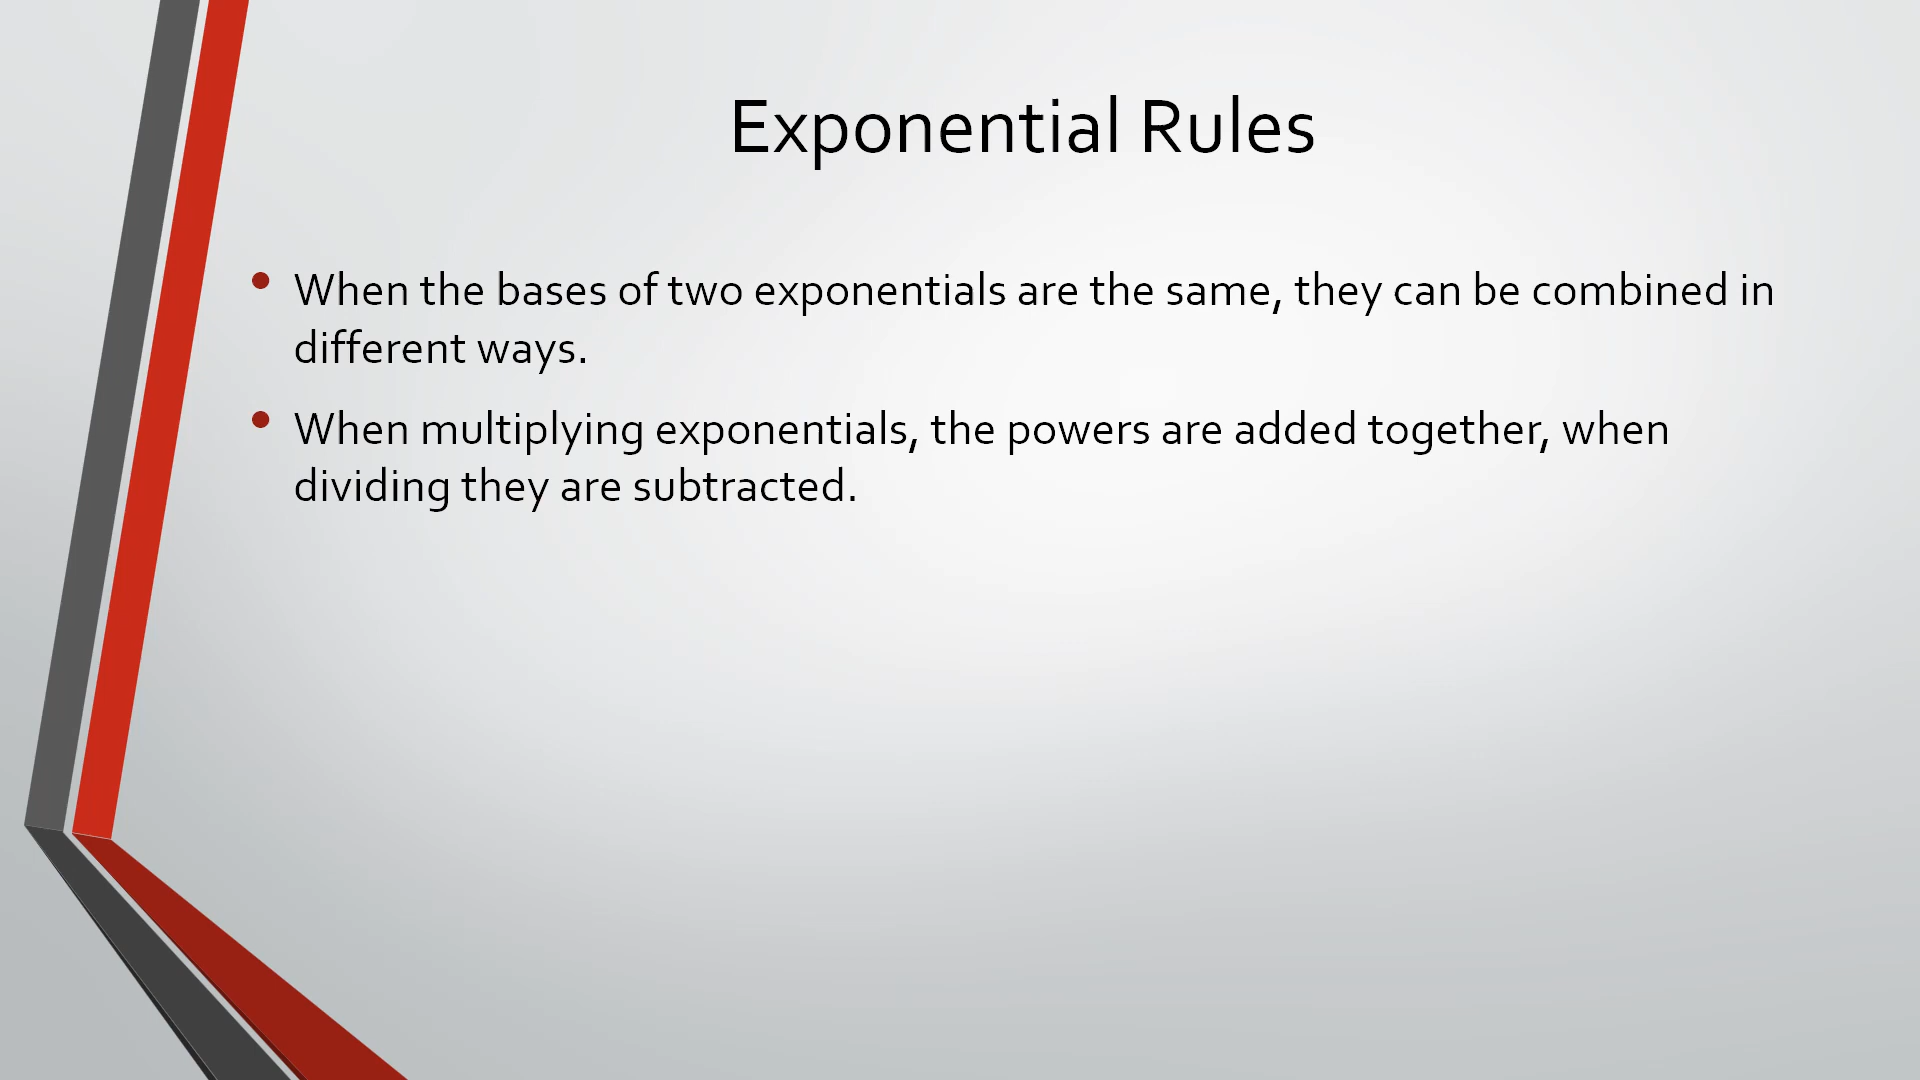 Exponential Rules
When the bases of two exponentials are the same, they can be combined in
different ways.
When multiplying exponentials, the powers are added together, when
dividing they are subtracted.